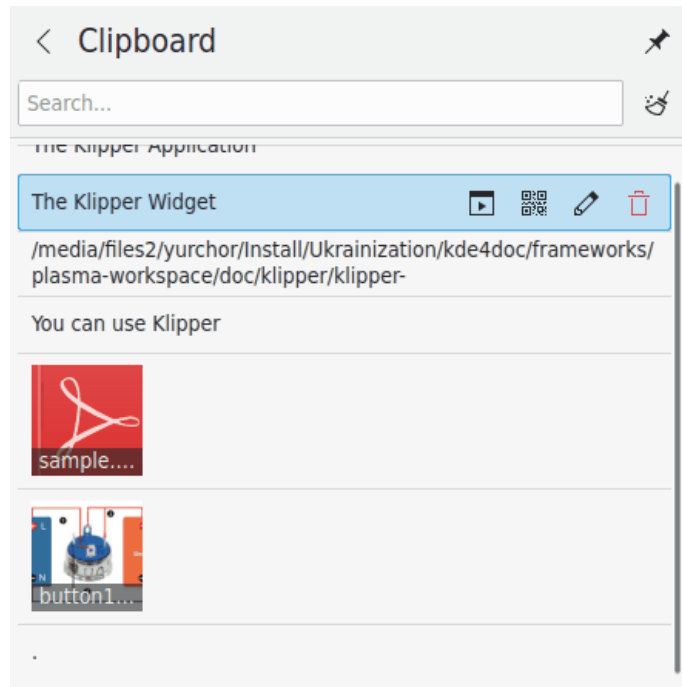 Clipboard
Search...
The Klipper Application
The Klipper Widget
/media/files2/yurchor/Install/Ukrainization/kde4doc/frameworks/
plasma-workspace/doc/klipper/klipper-
You can use Klipper
sample....
L
N
button1...
.